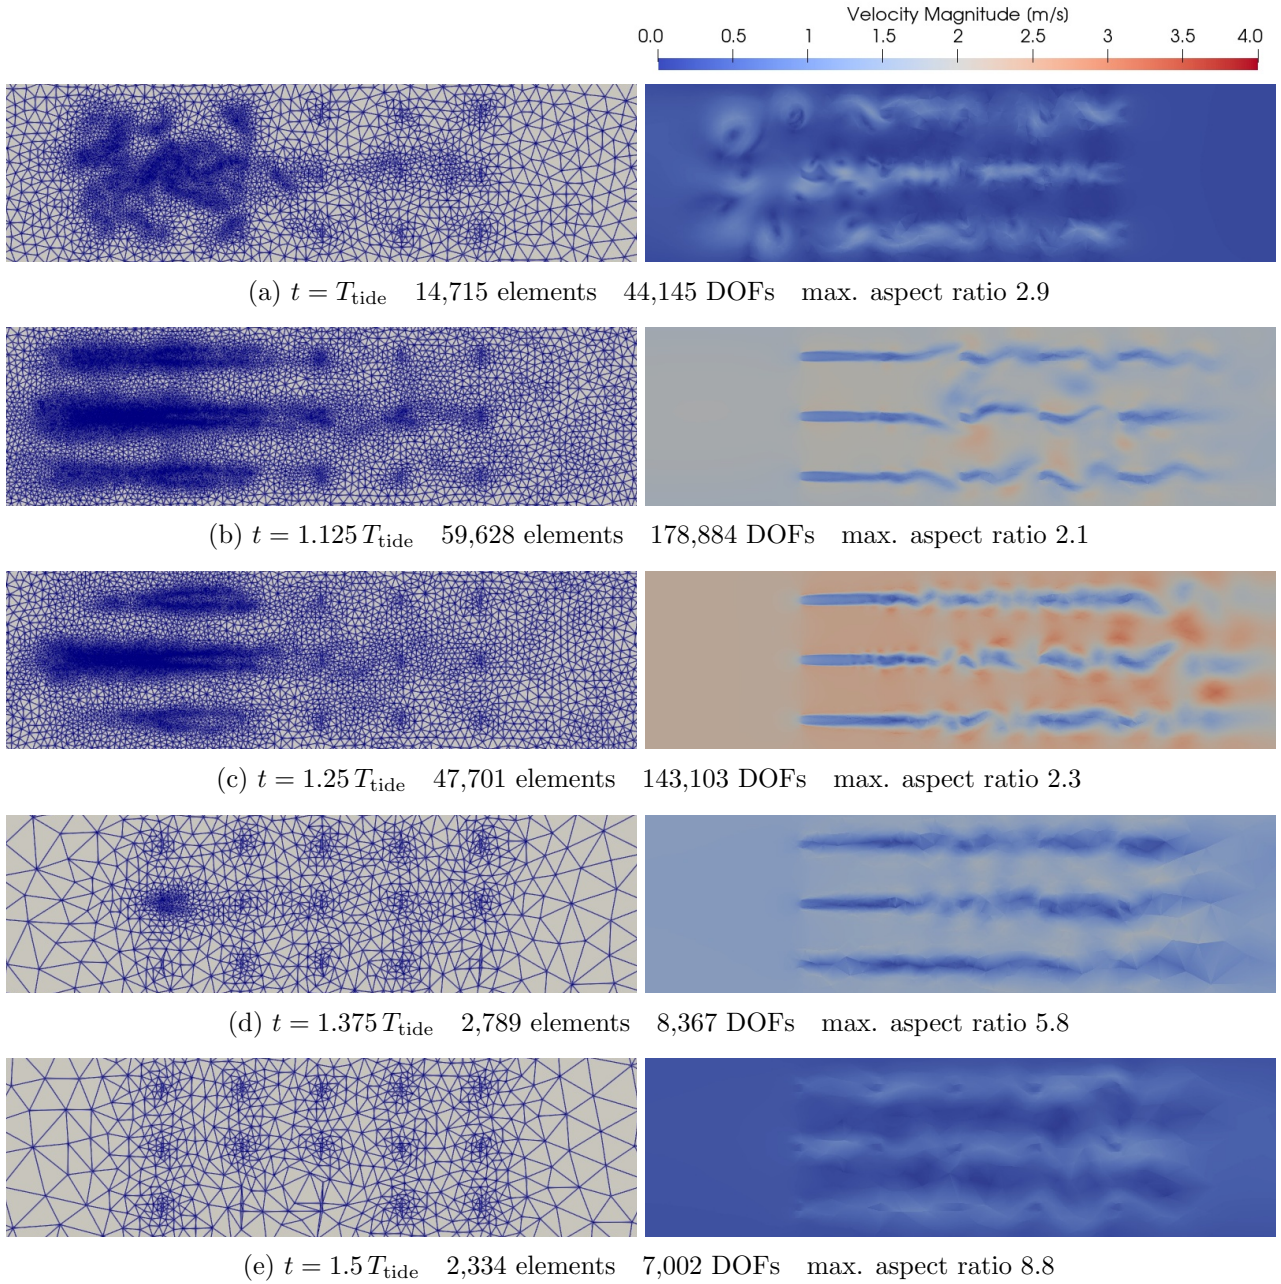 Velocity Magnitude (m/s)
0.0 0.5 1 1.5 2 2.5 3 3.5 4.0
(a) t = T_tide 14,715 elements 44,145 DOFs max. aspect ratio 2.9
(b) t = 1.125 T_tide 59,628 elements 178,884 DOFs max. aspect ratio 2.1
(c) t = 1.25 T_tide 47,701 elements 143,103 DOFs max. aspect ratio 2.3
(d) t = 1.375 T_tide 2,789 elements 8,367 DOFs max. aspect ratio 5.8
(e) t = 1.5 T_tide 2,334 elements 7,002 DOFs max. aspect ratio 8.8